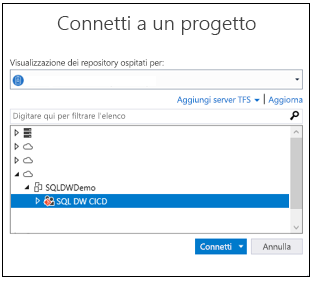 Connetti a un progetto
Visualizzazione dei repository ospitati per:
Aggiungi server TFS | Aggiorna
Digitare qui per filtrare l'elenco
SQLDWDemo
SQL DW CICD
Connetti
Annulla